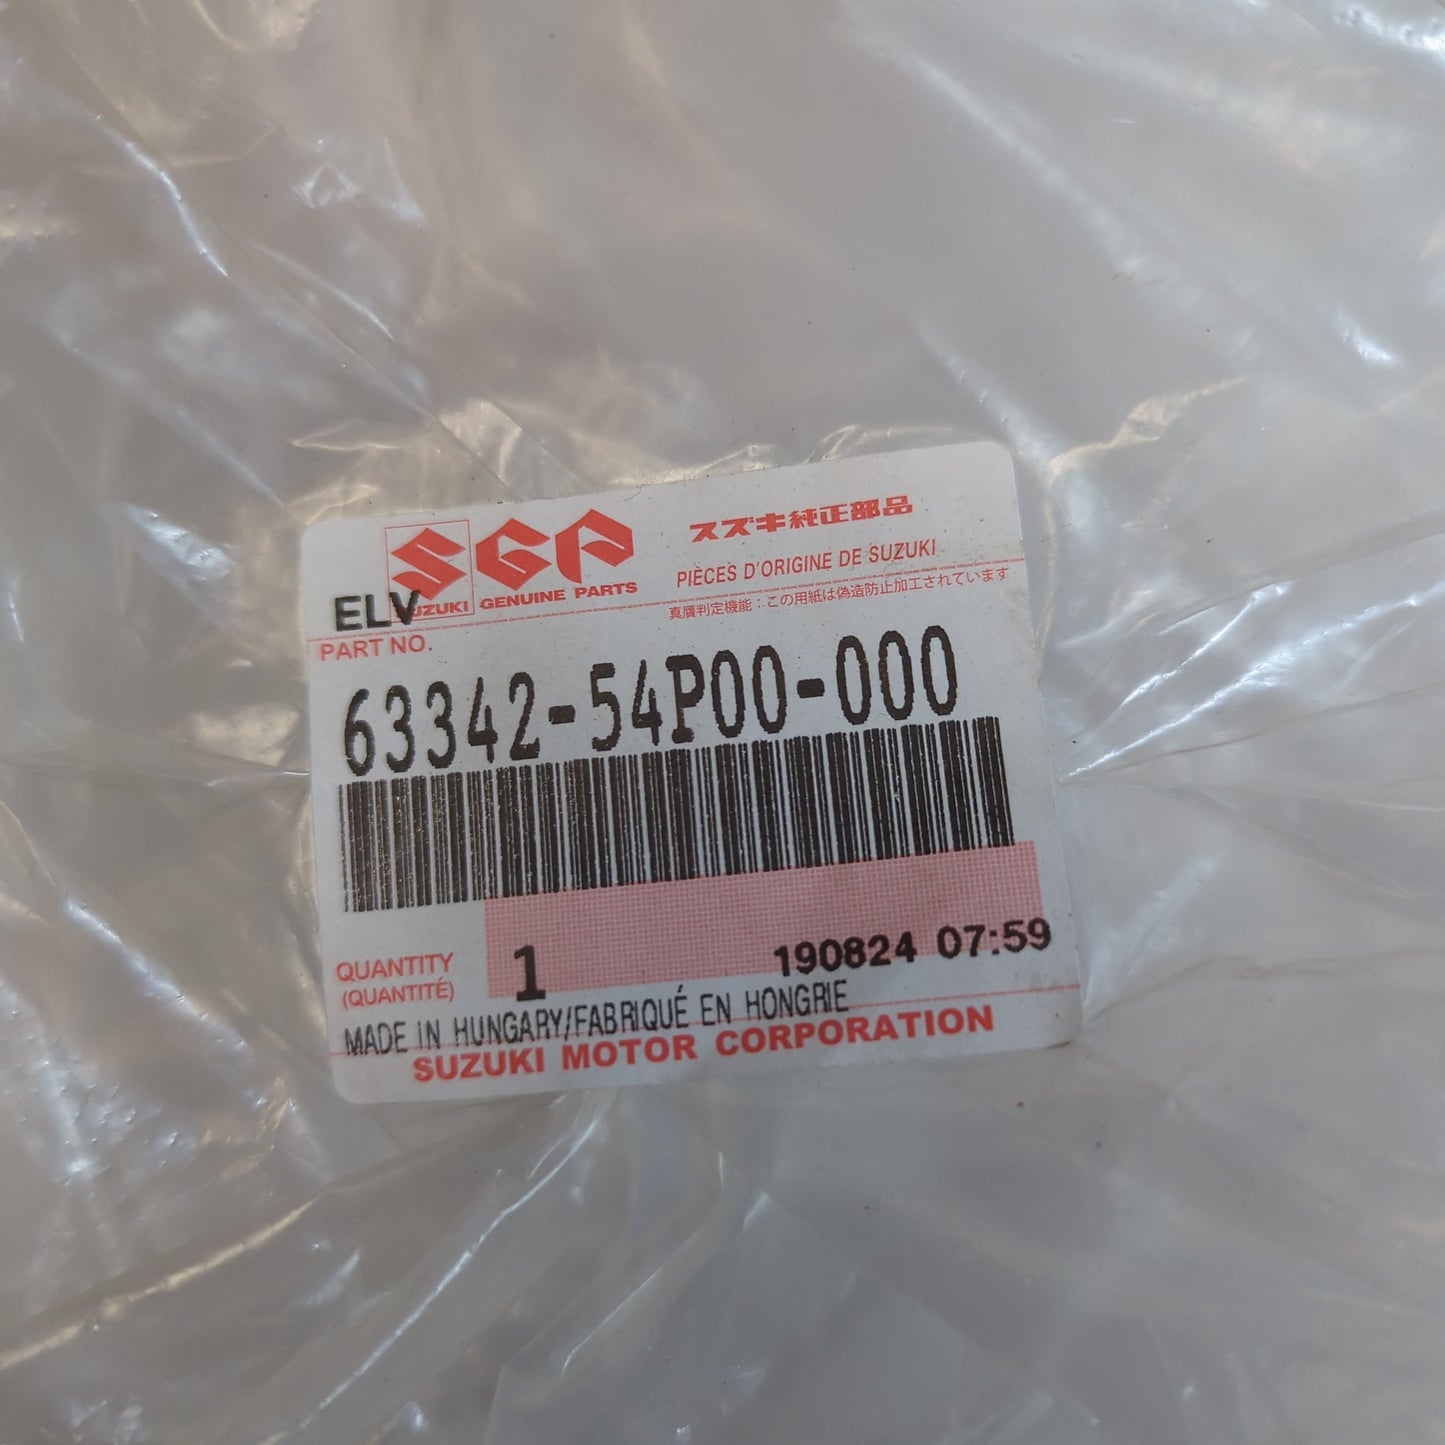 SGP
スズキ純正部品
SUZUKI GENUINE PARTS
PIÈCES D'ORIGINE DE SUZUKI
ELV
真贋判定機能：この用紙は偽造防止加工されています
PART NO.
63342-54P00-000
QUANTITY
(QUANTITÉ)
1
190824 07:59
MADE IN HUNGARY/FABRIQUÉ EN HONGRIE
SUZUKI MOTOR CORPORATION